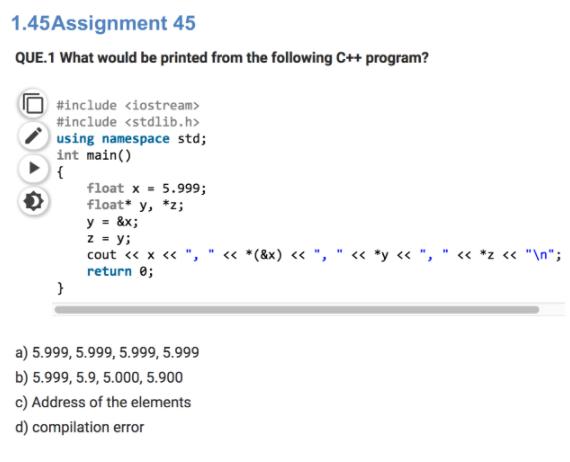 1.45Assignment 45
QUE.1 What would be printed from the following C++ program?
#include <iostream>
#include <stdlib.h>
using namespace std;
int main()
{
    float x = 5.999;
    float* y, *z;
    y = &x;
    z = y;
    cout << x << ", " << *(&x) << ", " << *y << ", " << *z << "\n";
    return 0;
}
a) 5.999, 5.999, 5.999, 5.999
b) 5.999, 5.9, 5.000, 5.900
c) Address of the elements
d) compilation error